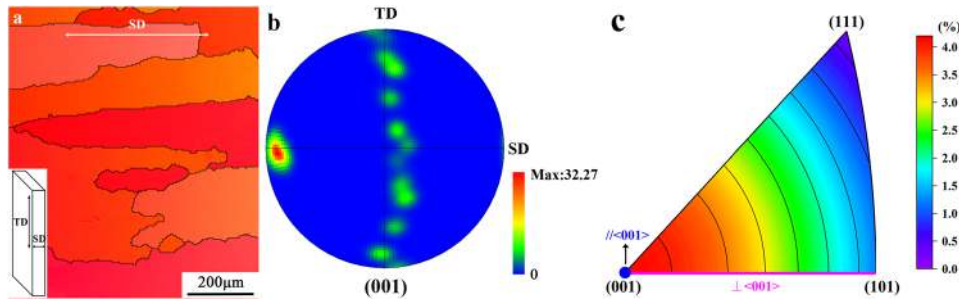 a
SD
TD
SD
200μm
b
TD
SD
Max:32.27
0
(001)
c
(111)
//<001>
(001)
⊥<001>
(101)
(%)
4.0
3.5
3.0
2.5
2.0
1.5
1.0
0.5
0.0